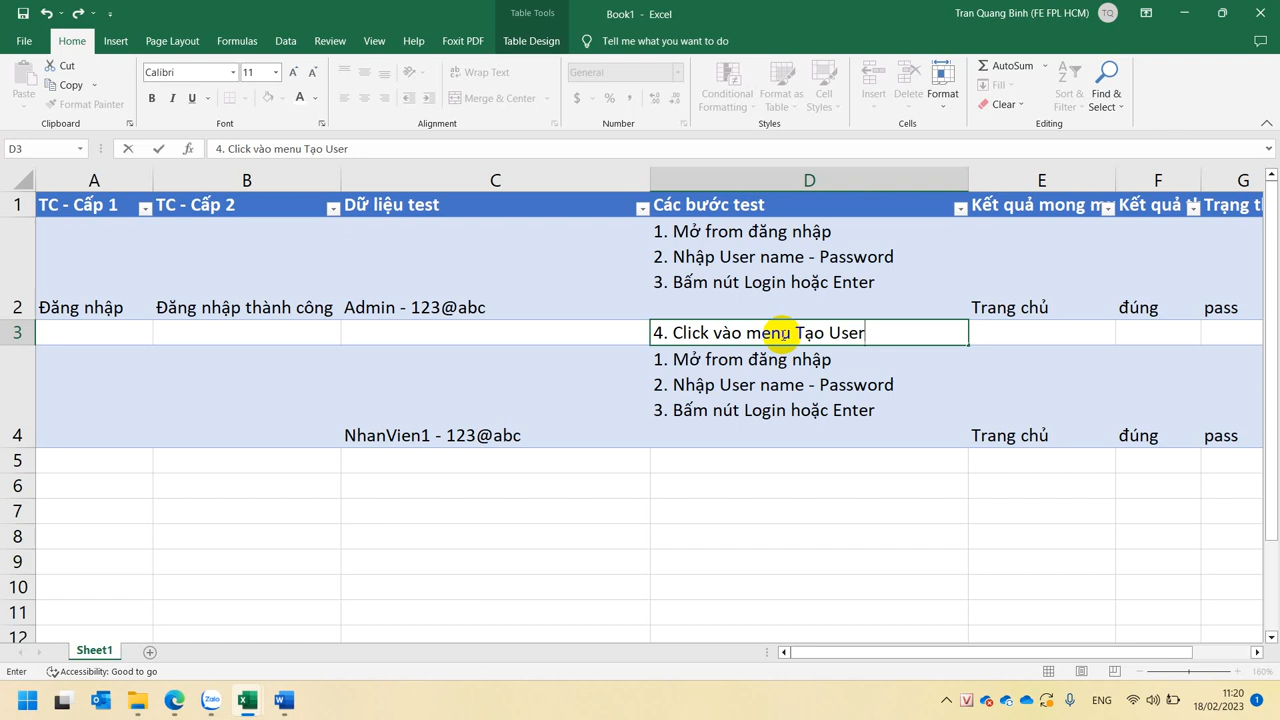 Table Tools
Book1 - Excel
Tran Quang Binh (FE FPL HCM)
TQ
File
Home
Insert
Page Layout
Formulas
Data
Review
View
Help
Foxit PDF
Table Design
Tell me what you want to do
Paste
Cut
Copy
Format Painter
Clipboard
Calibri
11
Font
Wrap Text
Merge & Center
Alignment
General
Number
Conditional Formatting
Format as Table
Cell Styles
Styles
Insert
Delete
Format
Cells
AutoSum
Fill
Clear
Sort & Filter
Find & Select
Editing
D3
4. Click vào menu Tạo User
A B C D E F G
1 TC - Cấp 1 TC - Cấp 2 Dữ liệu test Các bước test Kết quả mong m Kết quả t Trạng th
1. Mở from đăng nhập
2. Nhập User name - Password
3. Bấm nút Login hoặc Enter
2 Đăng nhập Đăng nhập thành công Admin - 123@abc Trang chủ đúng pass
3 4. Click vào menu Tạo User
1. Mở from đăng nhập
2. Nhập User name - Password
3. Bấm nút Login hoặc Enter
4 NhanVien1 - 123@abc Trang chủ đúng pass
5
6
7
8
9
10
11
12
Sheet1
Enter
Accessibility: Good to go
160%
Zalo
ENG
11:20
18/02/2023
1